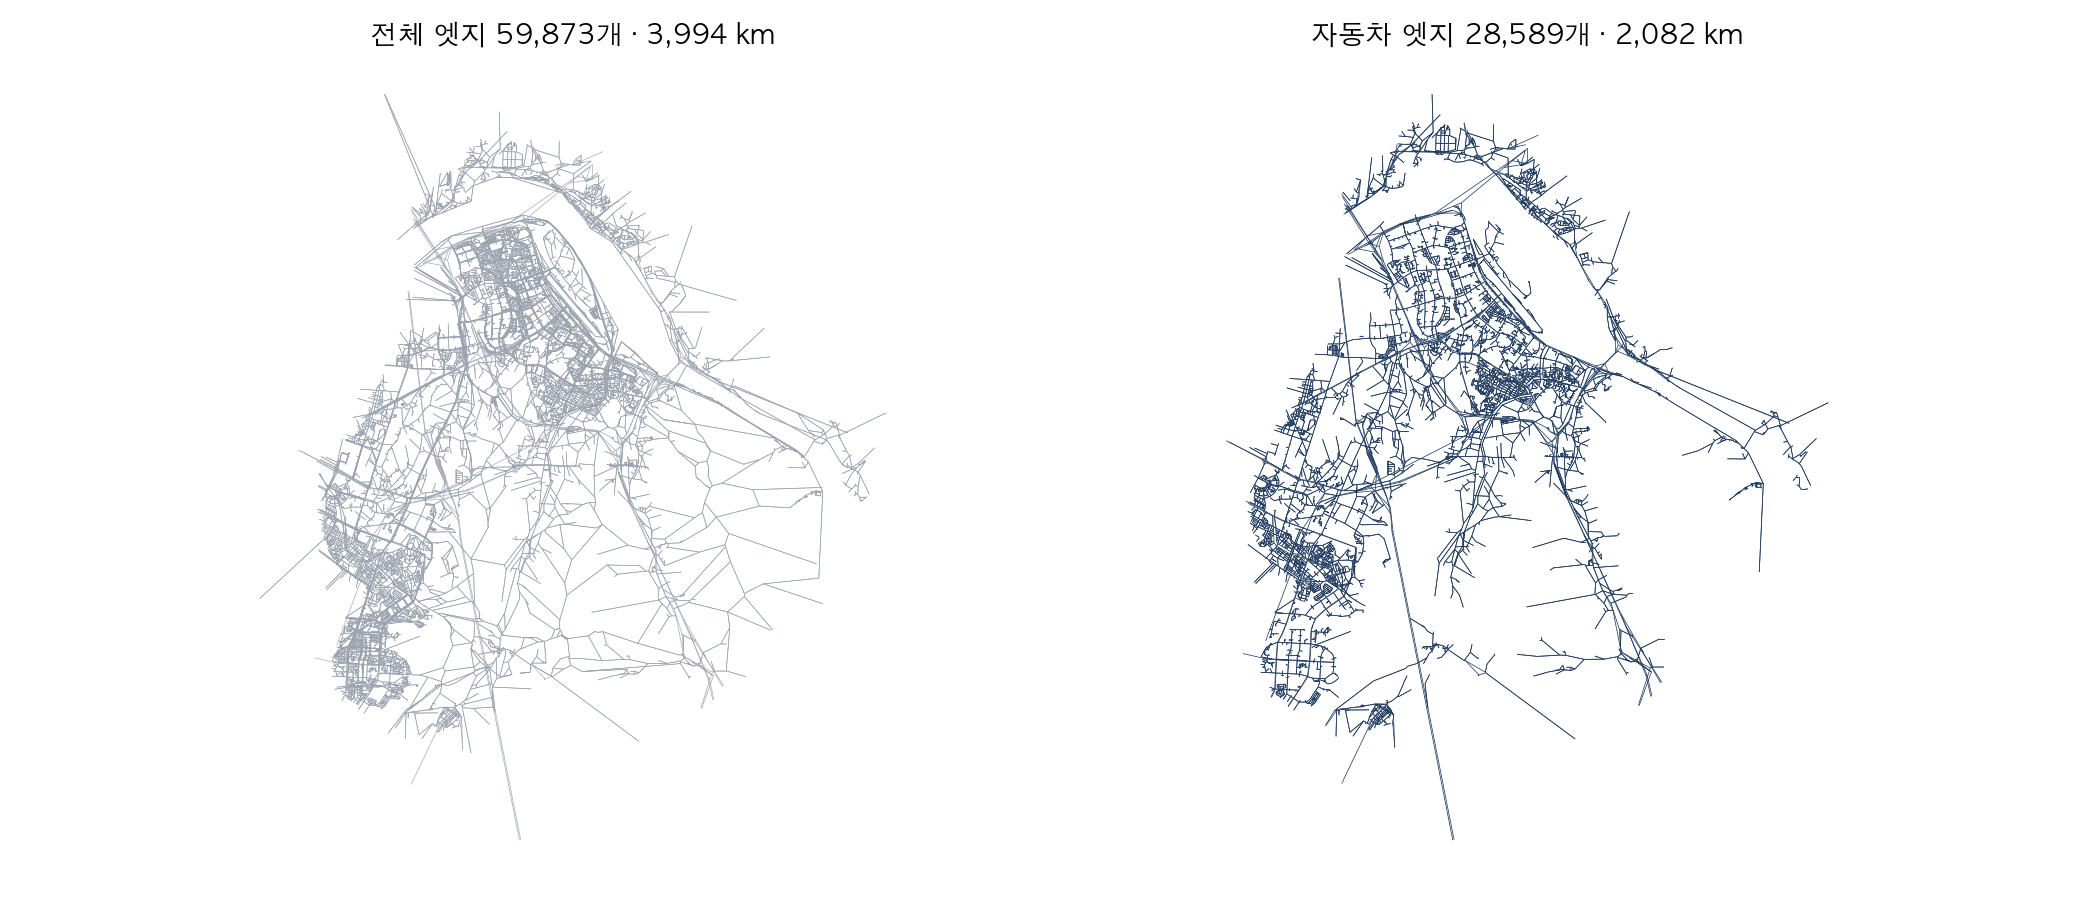 전체 엣지 59,873개 · 3,994 km
자동차 엣지 28,589개 · 2,082 km